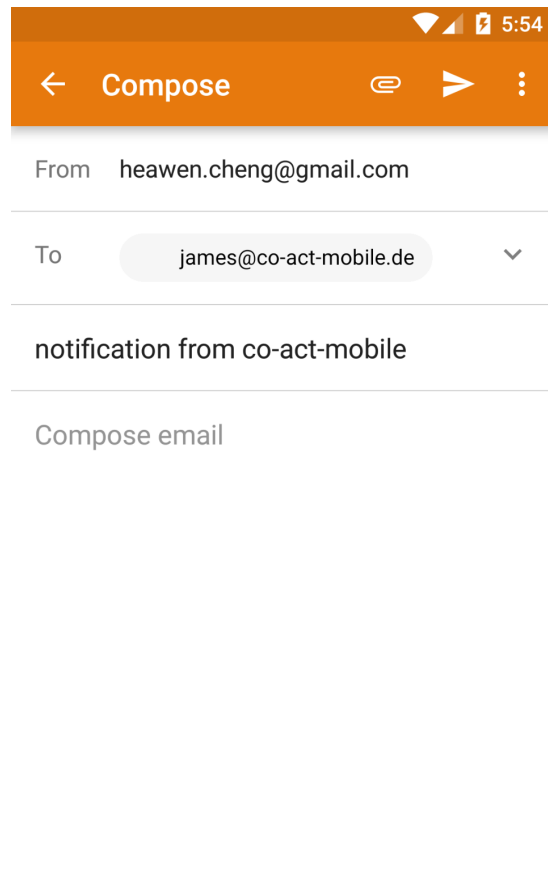 5:54
Compose
From heawen.cheng@gmail.com
To james@co-act-mobile.de
notification from co-act-mobile
Compose email